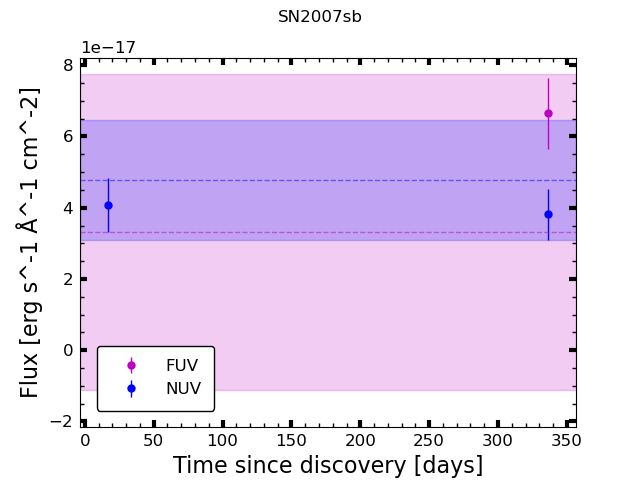 SN2007sb
1e−17
8
6
4
2
0
−2
Flux [erg s^-1 Å^-1 cm^-2]
FUV
NUV
0 50 100 150 200 250 300 350
Time since discovery [days]